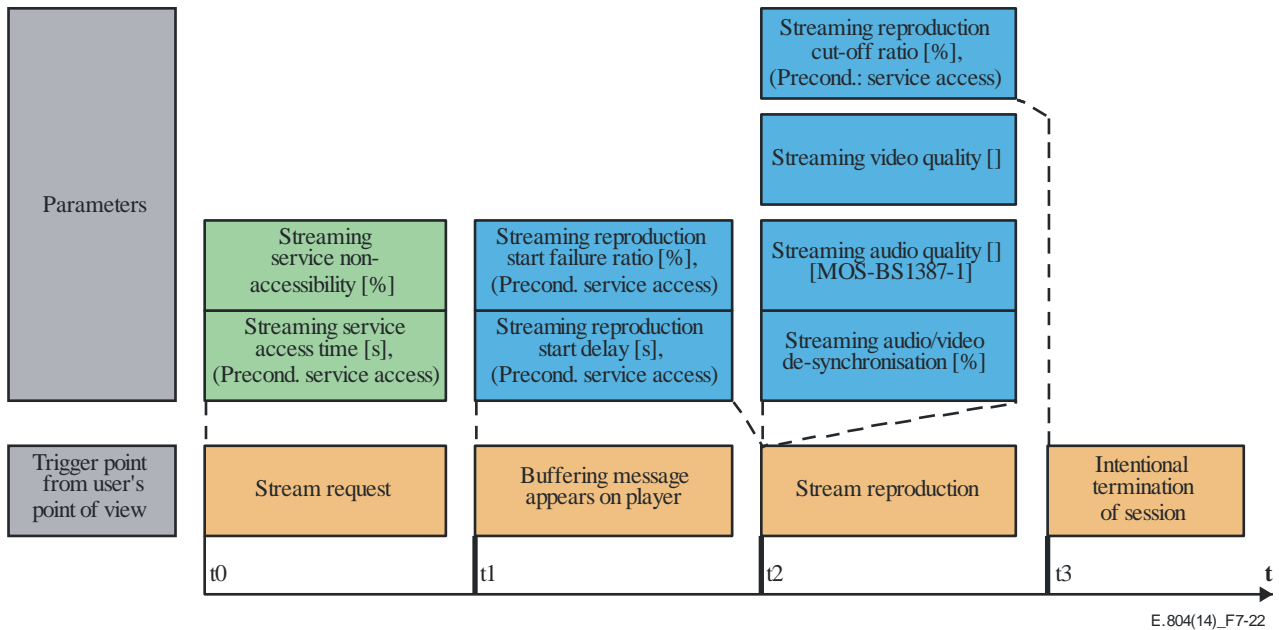 Streaming reproduction
cut-off ratio [%],
(Precond.: service access)
Streaming video quality []
Parameters
Streaming
service non-
accessibility [%]
Streaming reproduction
start failure ratio [%],
(Precond. service access)
Streaming audio quality []
[MOS-BS1387-1]
Streaming service
access time [s],
(Precond. service access)
Streaming reproduction
start delay [s],
(Precond. service access)
Streaming audio/video
de-synchronisation [%]
Trigger point
from user's
point of view
Stream request
Buffering message
appears on player
Stream reproduction
Intentional
termination
of session
t0
t1
t2
t3
t
E.804(14)_F7-22